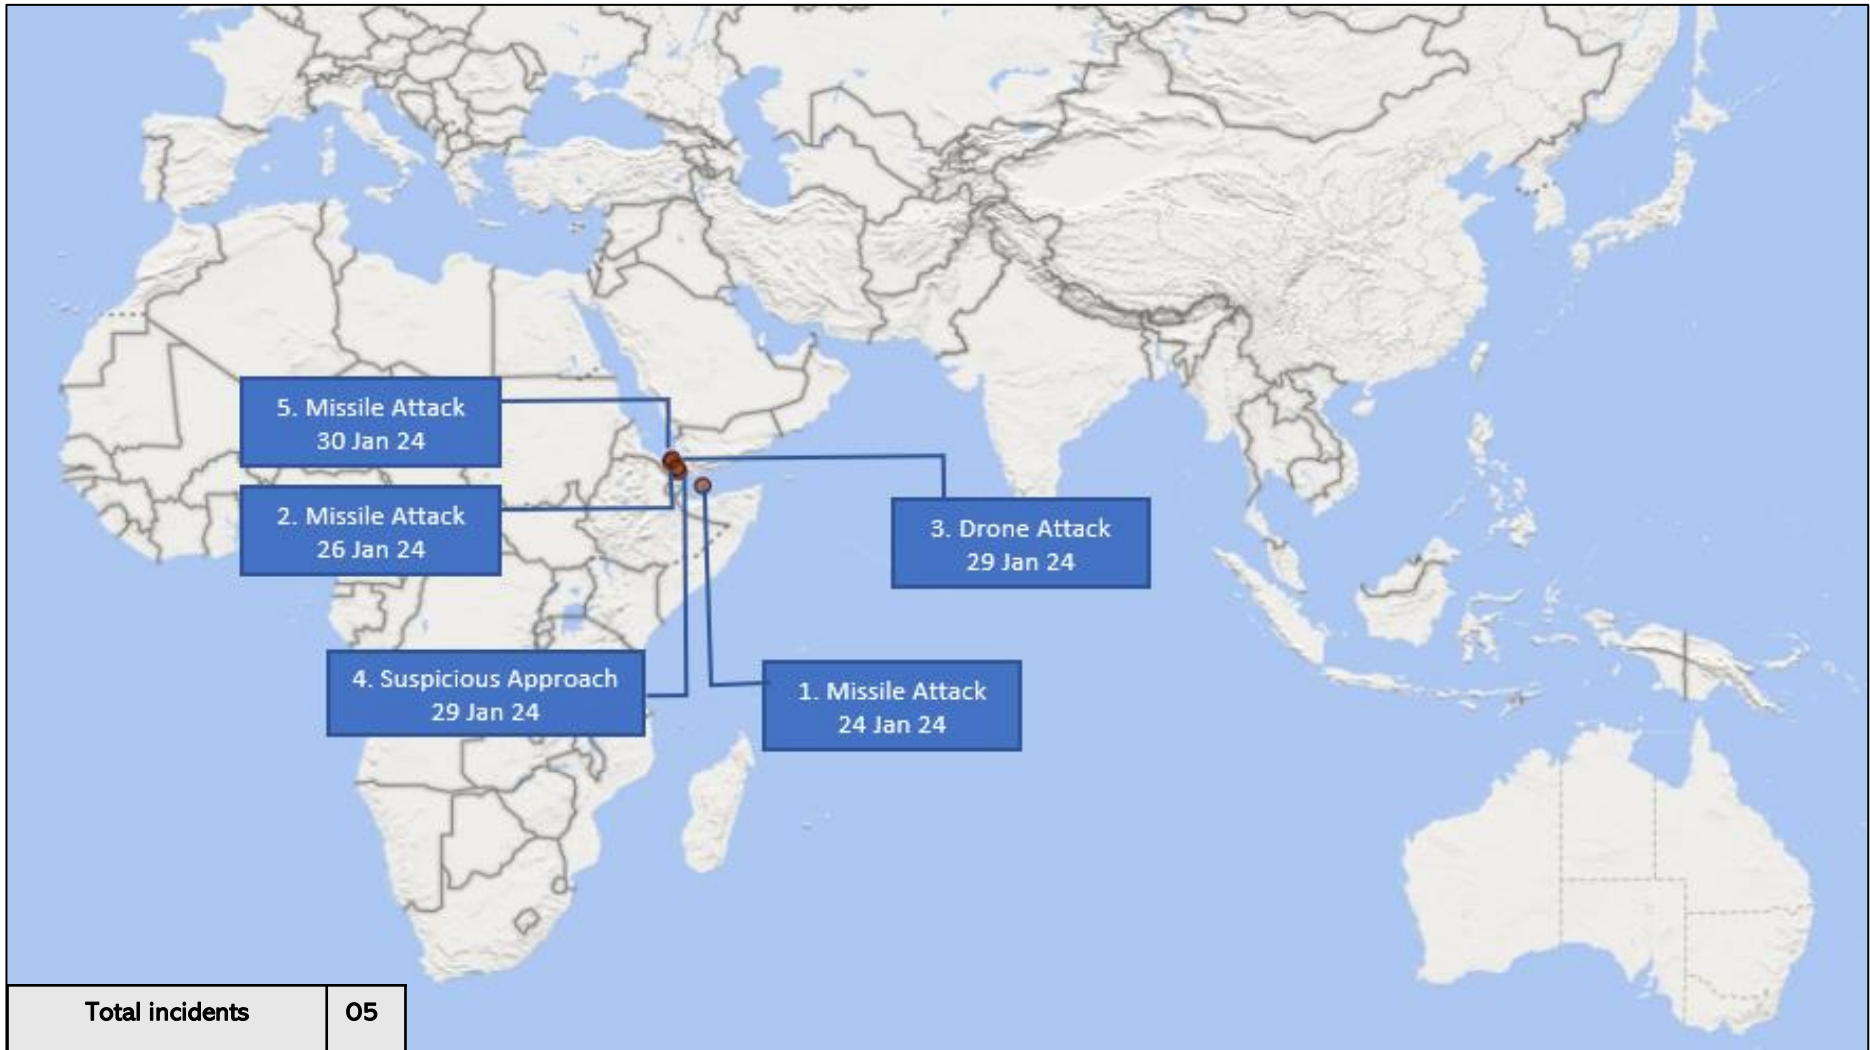 5. Missile Attack
30 Jan 24
2. Missile Attack
26 Jan 24
3. Drone Attack
29 Jan 24
4. Suspicious Approach
29 Jan 24
1. Missile Attack
24 Jan 24
Total incidents 05